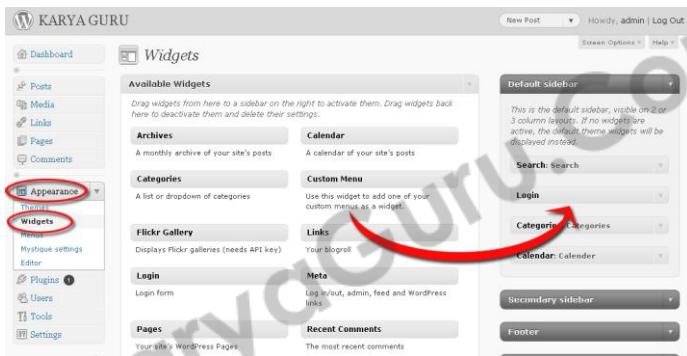 KARYA GURU
New Post
Howdy, admin | Log Out
Screen Options
Help
Dashboard
Posts
Media
Links
Pages
Comments
Appearance
Themes
Widgets
Menus
Mystique settings
Editor
Plugins 1
Users
Tools
Settings
Widgets
Available Widgets
Drag widgets from here to a sidebar on the right to activate them. Drag widgets back
here to deactivate them and delete their settings.
Archives
A monthly archive of your site's posts
Calendar
A calendar of your site's posts
Categories
A list or dropdown of categories
Custom Menu
Use this widget to add one of your
custom menus as a widget.
Flickr Gallery
Displays Flickr galleries (needs API key)
Links
Your blogroll
Login
Login form
Meta
Log in/out, admin, feed and WordPress
links
Pages
Your site's WordPress Pages
Recent Comments
The most recent comments
Default sidebar
This is the default sidebar, visible on 2 or
3 column layouts. If no widgets are
active, the default theme widgets will be
displayed instead.
Search: Search
Login
Categories: Categories
Calendar: Calender
Secondary sidebar
Footer
KaryaGuru.Co